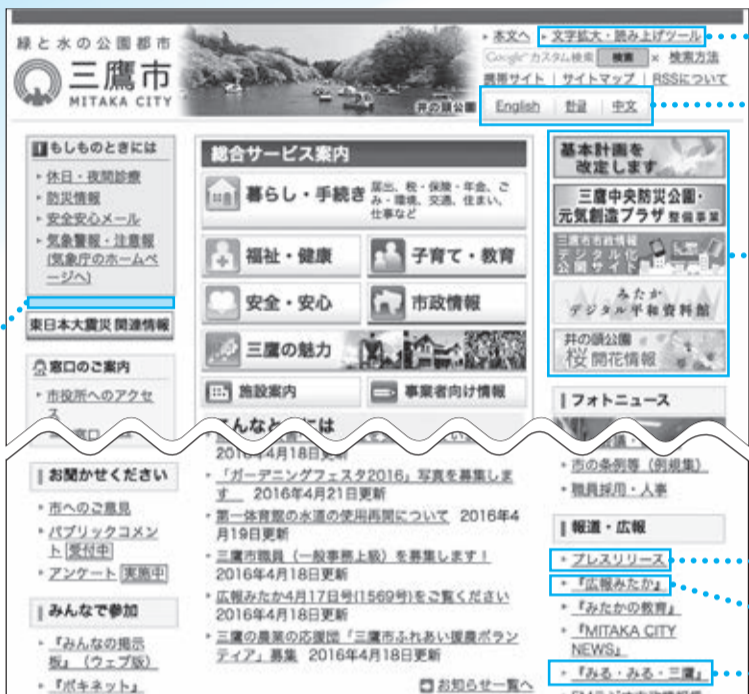 緑と水の公園都市
三鷹市
MITAKA CITY
井の頭公園
本文へ
文字拡大・読み上げツール
Google カスタム検索 検索 × 検索方法
携帯サイト | サイトマップ | RSSについて
English 한글 中文
もしものときには
休日・夜間診療
防災情報
安全安心メール
気象警報・注意報
(気象庁のホームペ
ージへ)
東日本大震災関連情報
窓口のご案内
市役所へのアクセ
ス
窓口
お聞かせください
市へのご意見
パブリックコメン
ト 受付中
アンケート 実施中
みんなで参加
『みんなの掲示
板』（ウェブ版）
『ポキネット』
総合サービス案内
暮らし・手続き
届出、税・保険・年金、ご
み・環境、交通、住まい、
仕事など
福祉・健康
子育て・教育
安全・安心
市政情報
三鷹の魅力
施設案内
事業者向け情報
こんなときには
2016年4月18日更新
「ガーデニングフェスタ2016」写真を募集しま
す 2016年4月21日更新
第一体育館の水道の使用再開について 2016年4
月19日更新
三鷹市職員（一般事務上級）を募集します！
2016年4月18日更新
広報みたか4月17日号(1569号)をご覧ください
2016年4月18日更新
三鷹の農業の応援団「三鷹市ふれあい援農ボラン
ティア」募集 2016年4月18日更新
お知らせ一覧へ
基本計画を
改定します
三鷹中央防災公園・
元気創造プラザ 整備事業
三鷹市市政情報
デジタル化
公開サイト
みたか
デジタル平和資料館
井の頭公園
桜開花情報
フォトニュース
市の条例等（例規集）
職員採用・人事
報道・広報
プレスリリース
『広報みたか』
『みたかの教育』
『MITAKA CITY
NEWS』
『みる・みる・三鷹』